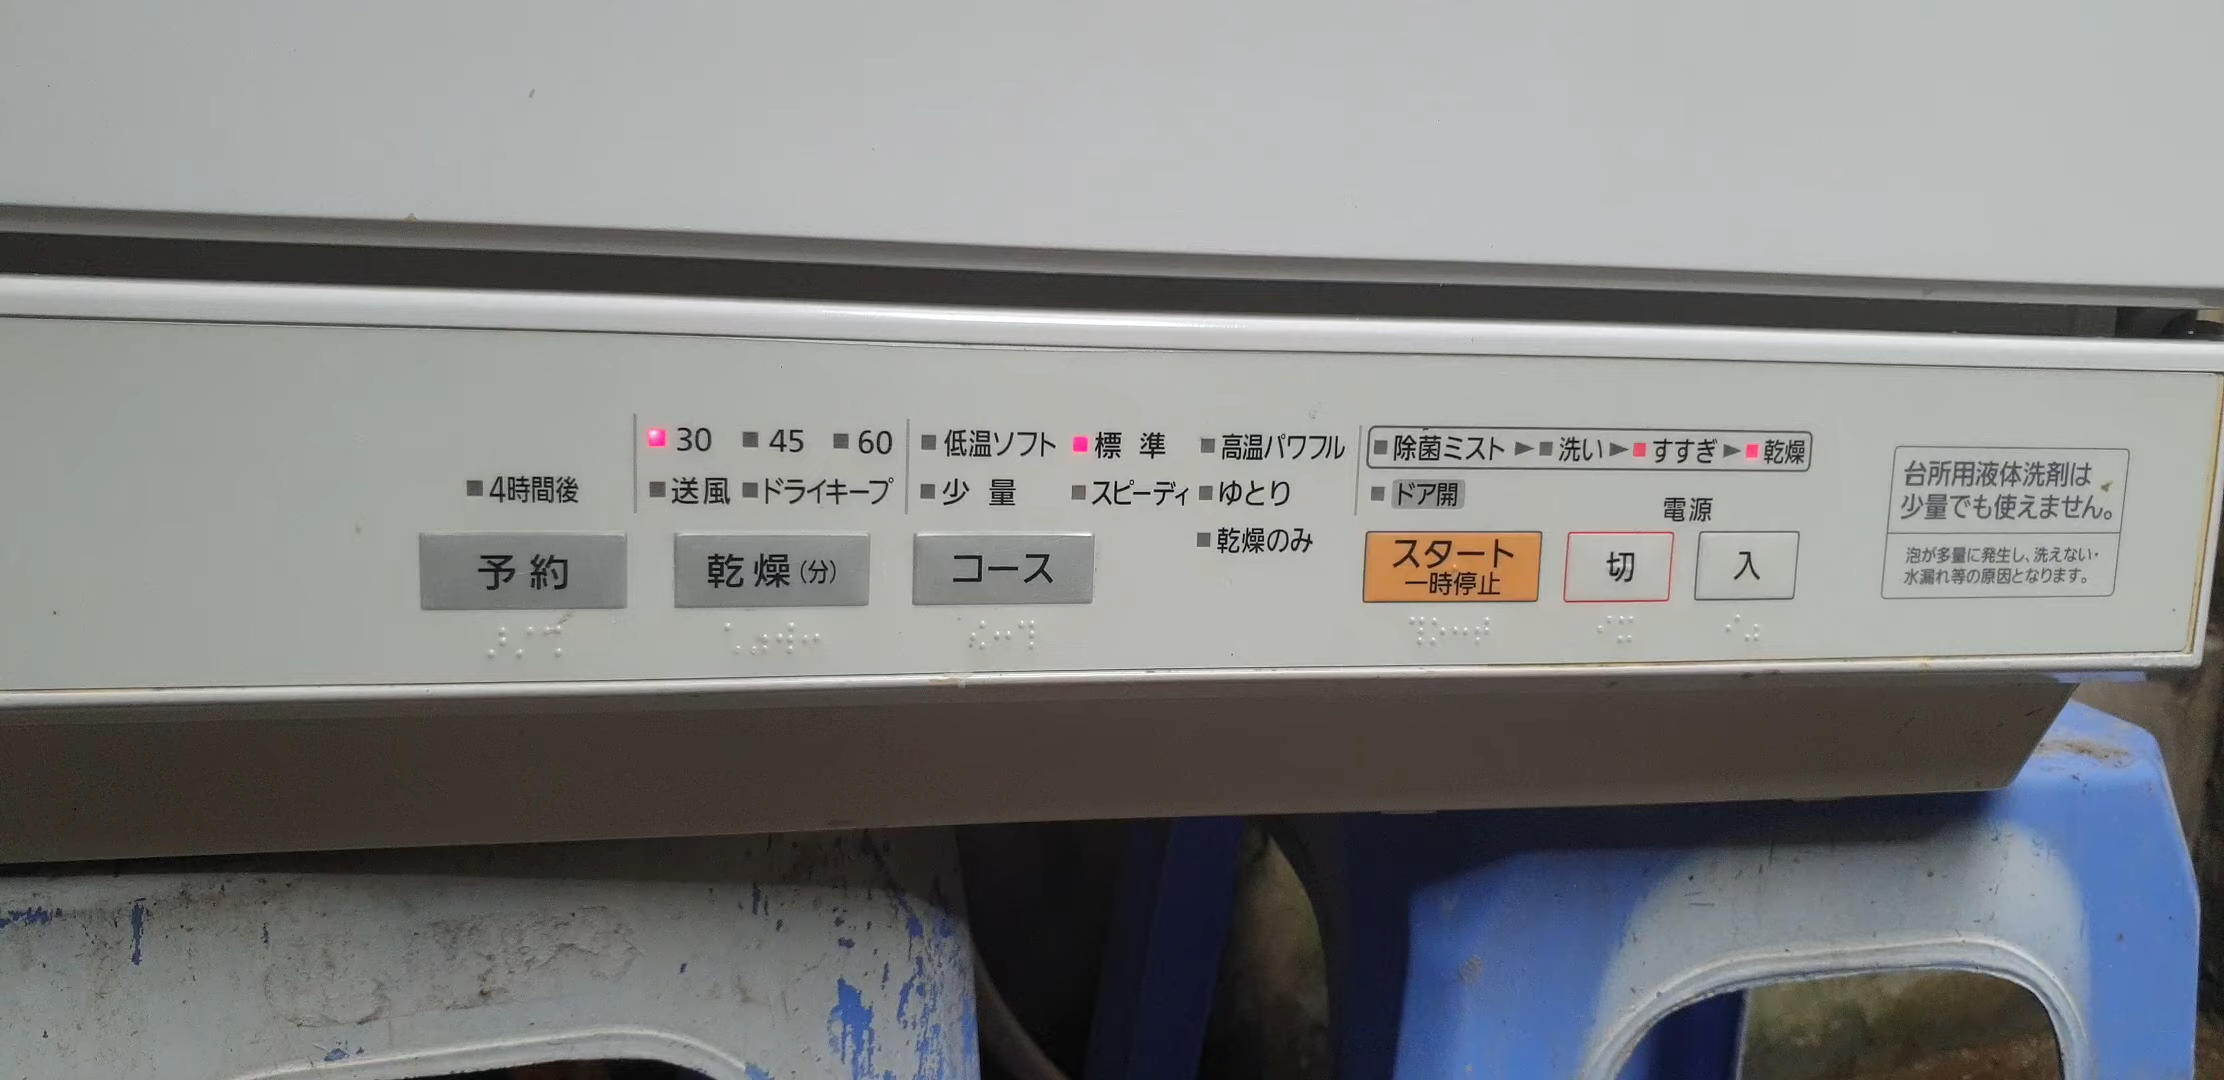 4時間後
予約
30 45 60
送風 ドライキープ
乾燥(分)
低温ソフト 標準 高温パワフル
少量 スピーディ ゆとり
乾燥のみ
コース
除菌ミスト▶洗い▶すすぎ▶乾燥
ドア開
電源
スタート
一時停止
切
入
台所用液体洗剤は
少量でも使えません。
泡が多量に発生し、洗えない・
水漏れ等の原因となります。